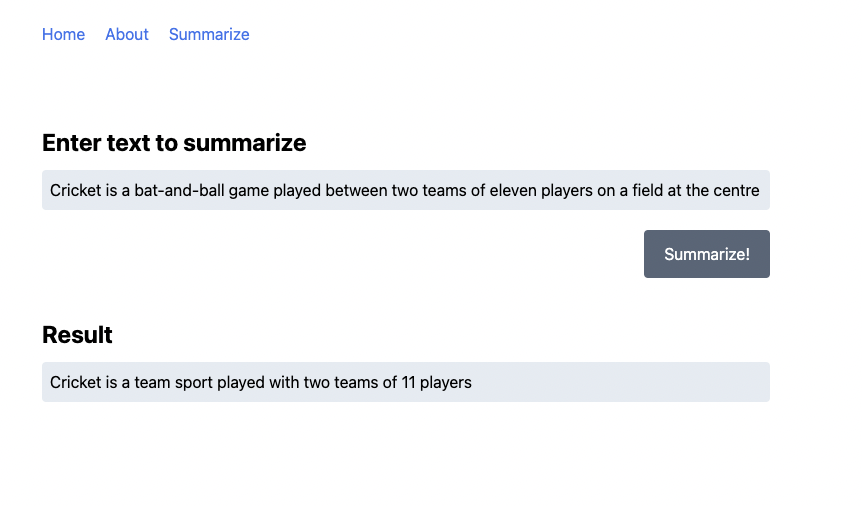 Home About Summarize
Enter text to summarize
Cricket is a bat-and-ball game played between two teams of eleven players on a field at the centre
Summarize!
Result
Cricket is a team sport played with two teams of 11 players